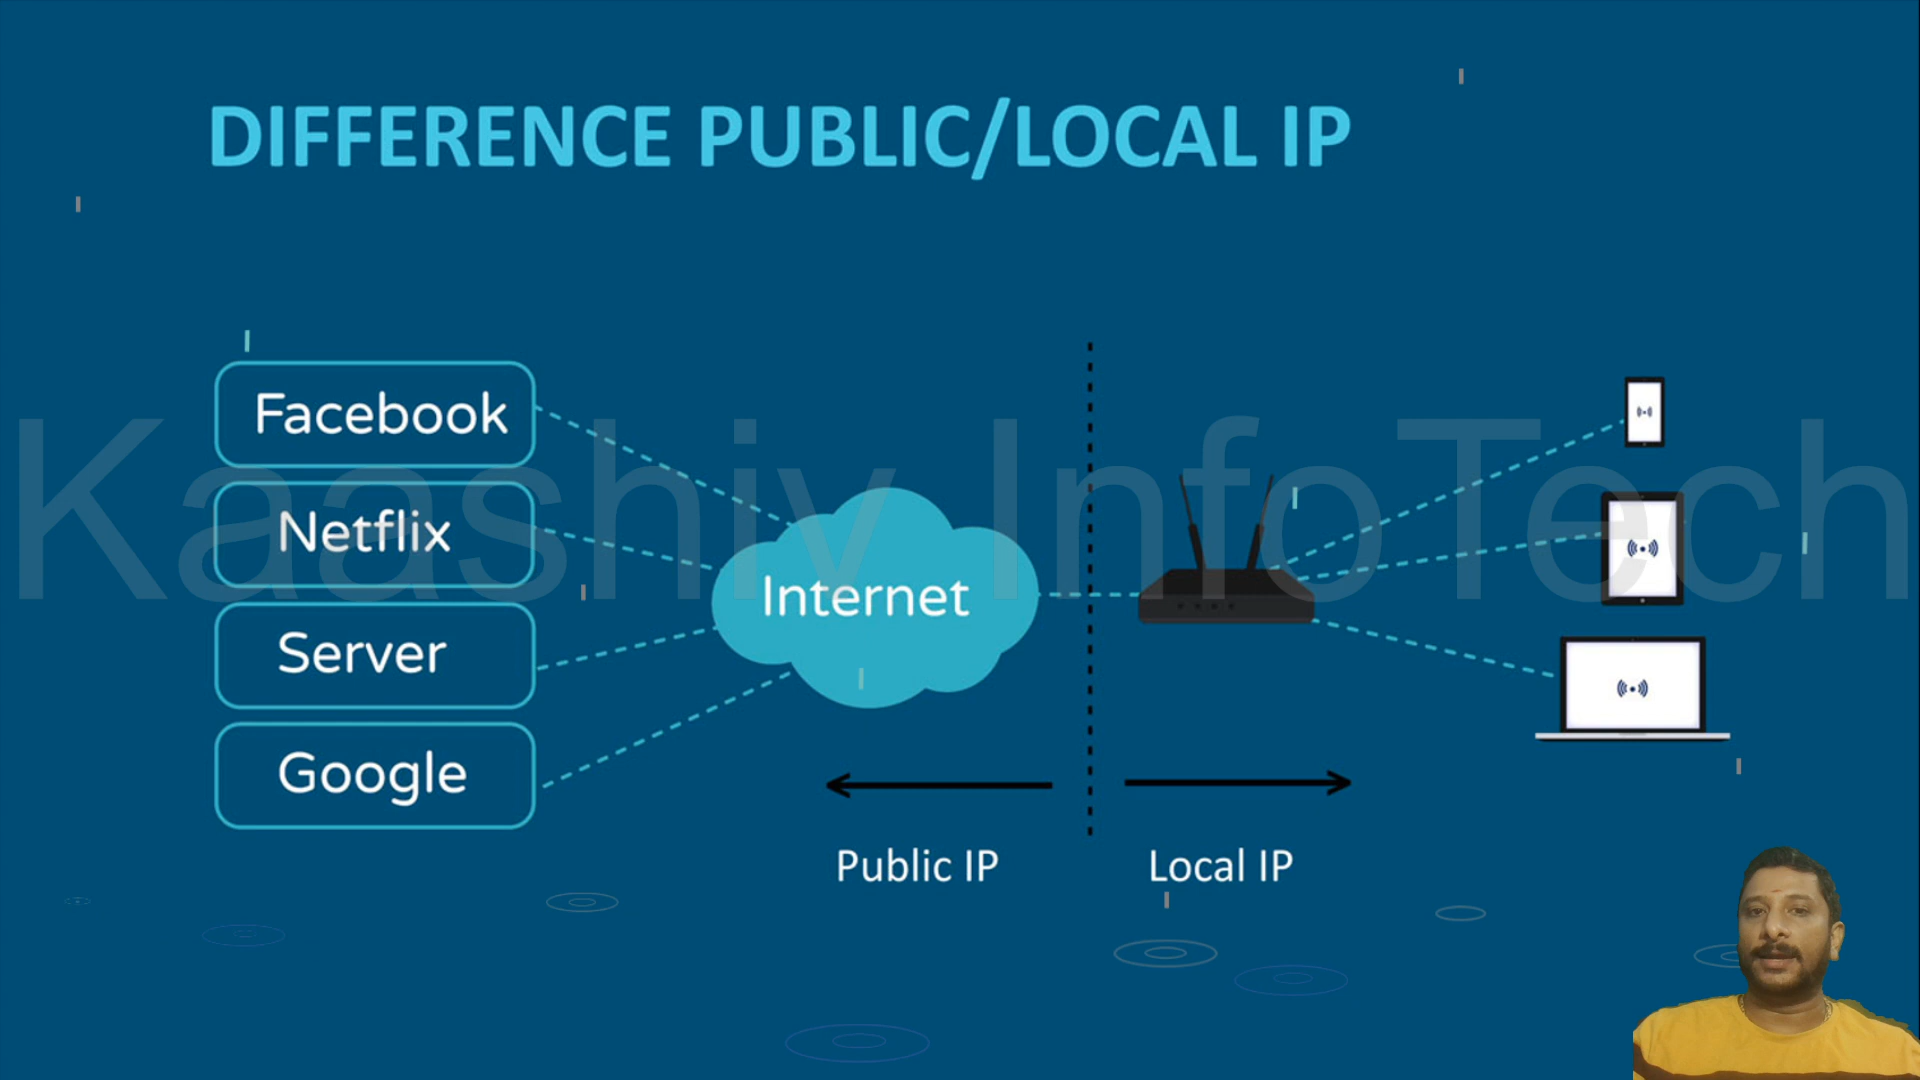 DIFFERENCE PUBLIC/LOCAL IP
Facebook
Netflix
Server
Google
Internet
Kaashiv InfoTech
Public IP
Local IP